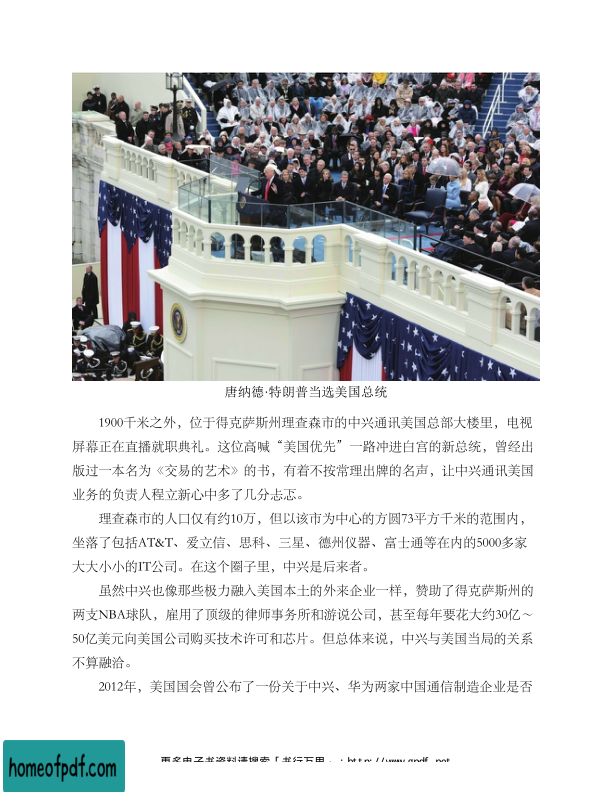 唐纳德·特朗普当选美国总统
1900千米之外，位于得克萨斯州理查森市的中兴通讯美国总部大楼里，电视
屏幕正在直播就职典礼。这位高喊“美国优先”一路冲进白宫的新总统，曾经出
版过一本名为《交易的艺术》的书，有着不按常理出牌的名声，让中兴通讯美国
业务的负责人程立新心中多了几分忐忑。
理查森市的人口仅有约10万，但以该市为中心的方圆73平方千米的范围内，
坐落了包括AT&T、爱立信、思科、三星、德州仪器、富士通等在内的5000多家
大大小小的IT公司。在这个圈子里，中兴是后来者。
虽然中兴也像那些极力融入美国本土的外来企业一样，赞助了得克萨斯州的
两支NBA球队，雇用了顶级的律师事务所和游说公司，甚至每年要花大约30亿～
50亿美元向美国公司购买技术许可和芯片。但总体来说，中兴与美国当局的关系
不算融洽。
2012年，美国国会曾公布了一份关于中兴、华为两家中国通信制造企业是否
homeofpdf.com